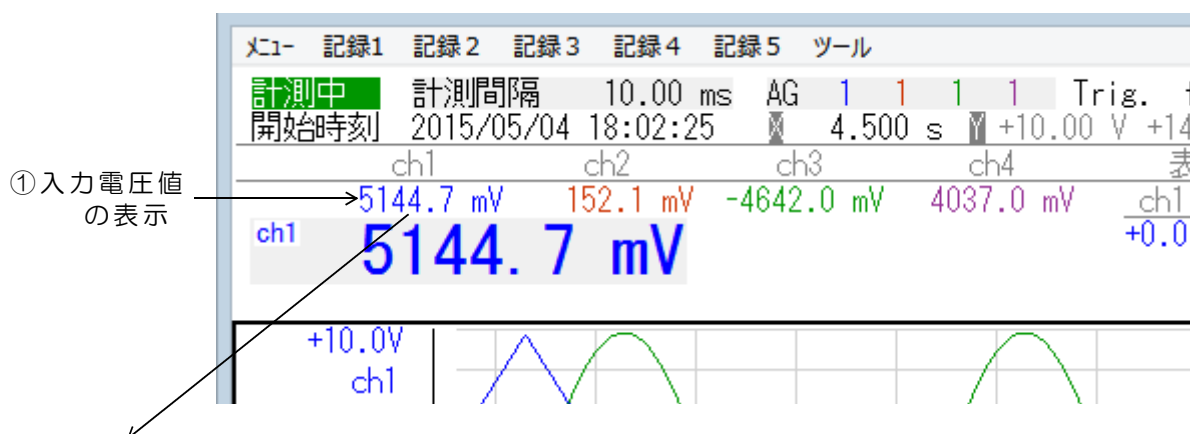 ﾒﾆｭｰ 記録1 記録2 記録3 記録4 記録5 ツール
計測中 計測間隔 10.00 ms AG 1 1 1 1 Trig.
開始時刻 2015/05/04 18:02:25 X 4.500 s Y +10.00 V +14
ch1 ch2 ch3 ch4 表
①入力電圧値
の表示
5144.7 mV 152.1 mV -4642.0 mV 4037.0 mV ch1
ch1 5144.7 mV +0.0
+10.0V
ch1